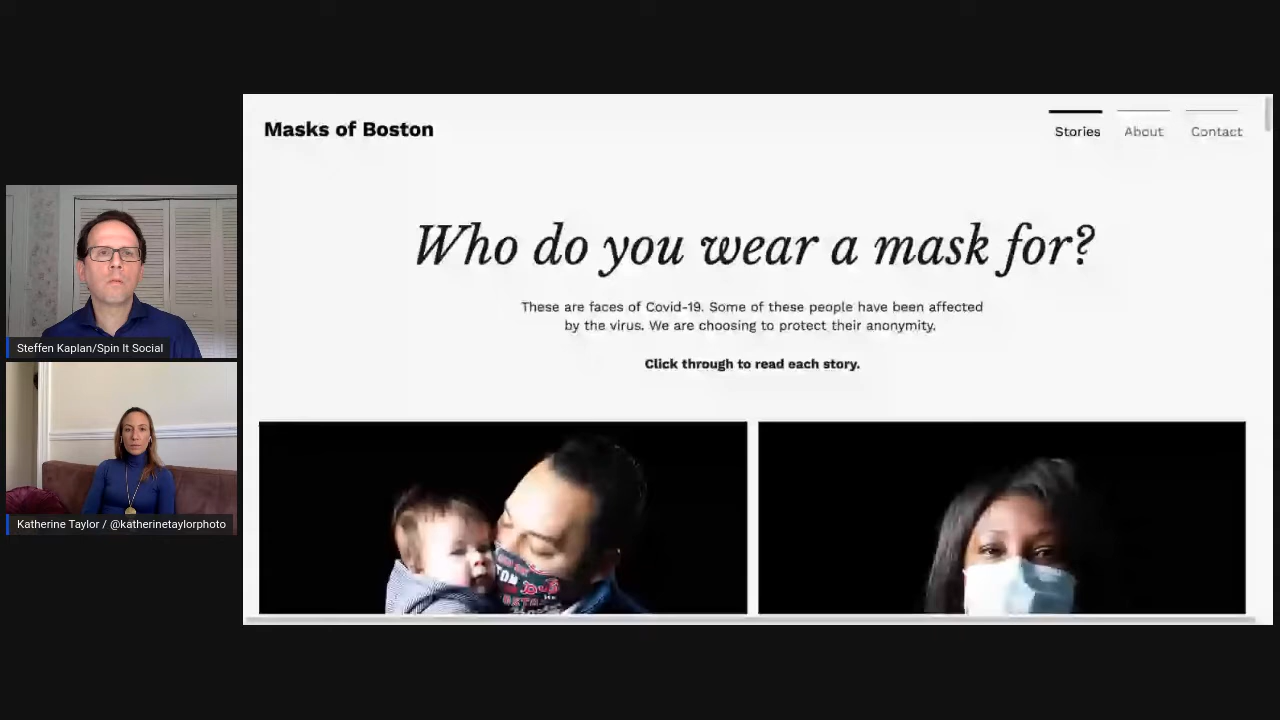 Masks of Boston
Stories
About
Contact
Who do you wear a mask for?
These are faces of Covid-19. Some of these people have been affected
by the virus. We are choosing to protect their anonymity.
Click through to read each story.
Steffen Kaplan/Spin It Social
Katherine Taylor / @katherinetaylorphoto